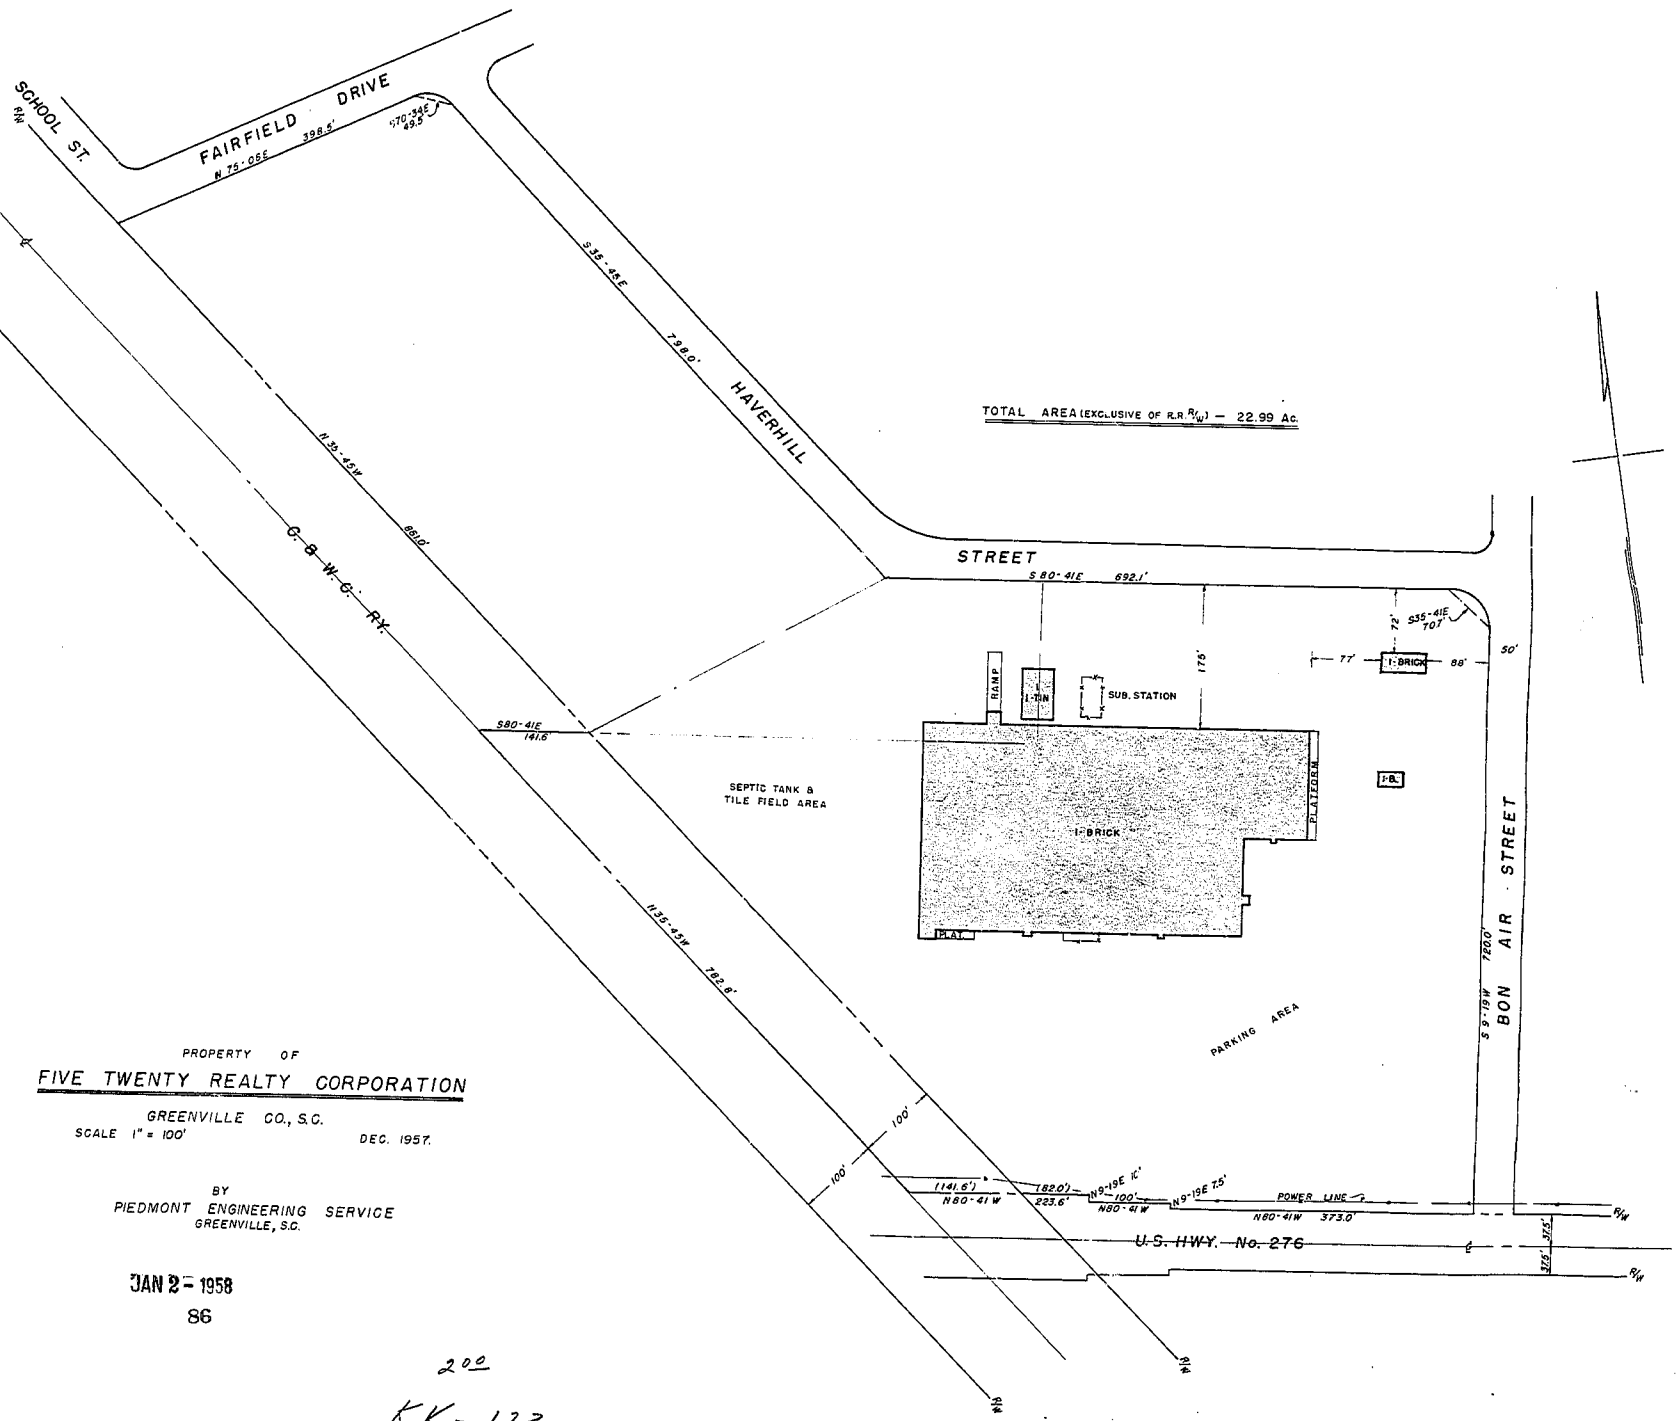 SCHOOL ST.
R/W
FAIRFIELD DRIVE
N 75-05E 398.5'
S70-34E
49.5
S 35-45E
798.0'
HAVERHILL
STREET
S 80-41E 692.1'
TOTAL AREA (EXCLUSIVE OF R.R. R/W) — 22.99 Ac.
N 35-45W
861.0'
C. & W. C. RY.
S80-41E
141.6
S35-41E
70.7'
72'
77'
1-BRICK
88'
50'
175'
RAMP
1-TIN
SUB. STATION
PLATFORM
1-B.
SEPTIC TANK &
TILE FIELD AREA
1-BRICK
PLAT.
N35-45W
782.8'
BON AIR STREET
S 9-19W 720.0'
PARKING AREA
100'
100'
(141.6')
N80-41W
(82.0')
223.6'
N9-19E 10'
100'
N80-41W
N9-19E 7.5'
POWER LINE
N80-41W 373.0'
R/W
U.S. HWY. No. 276
37.5'
37.5'
R/W
R/W
R/W
PROPERTY OF
FIVE TWENTY REALTY CORPORATION
GREENVILLE CO., S.C.
SCALE 1" = 100' DEC. 1957.
BY
PIEDMONT ENGINEERING SERVICE
GREENVILLE, S.C.
JAN 2 - 1958
86
2 00
KK - 133